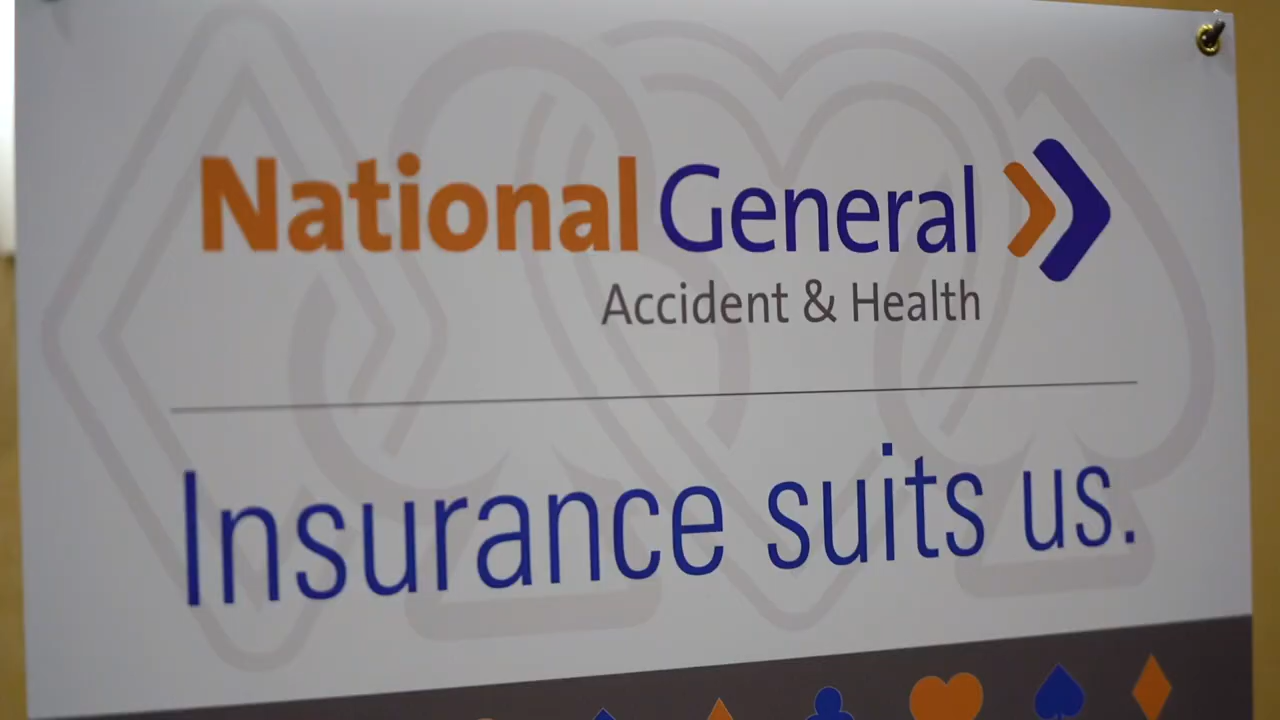 National General
Accident & Health
Insurance suits us.